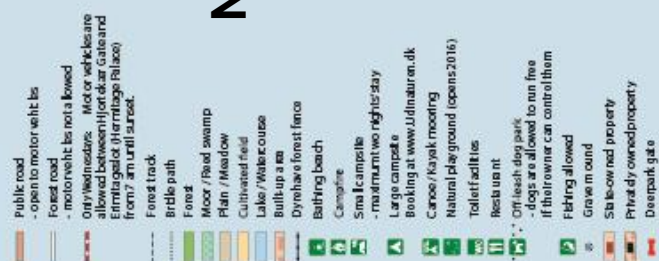 Public road
- open to motor vehicles
Forest road
- motor vehicles not allowed
Only Wednesdays: Motor vehicles are
allowed between Hjortekær Gate and
Eremitageslot (Hermitage Palace)
from 7 am until sunset.
Forest track
Bridle path
Forest
Moor / Reed swamp
Plain / Meadow
Cultivated field
Lake / Watercourse
Built-up area
Dyrehave forest fence
Bathing beach
Campfire
Small campsite
- maximum two nights' stay
Large campsite
Booking at www.Udinaturen.dk
Canoe / Kayak mooring
Natural playground (opens 2016)
Toilet facilities
Restaurant
Off-leach dog park
- dogs are allowed to run free
if their owner can control them
Fishing allowed
Grave mound
State-owned property
Privately owned property
Deerpark gate